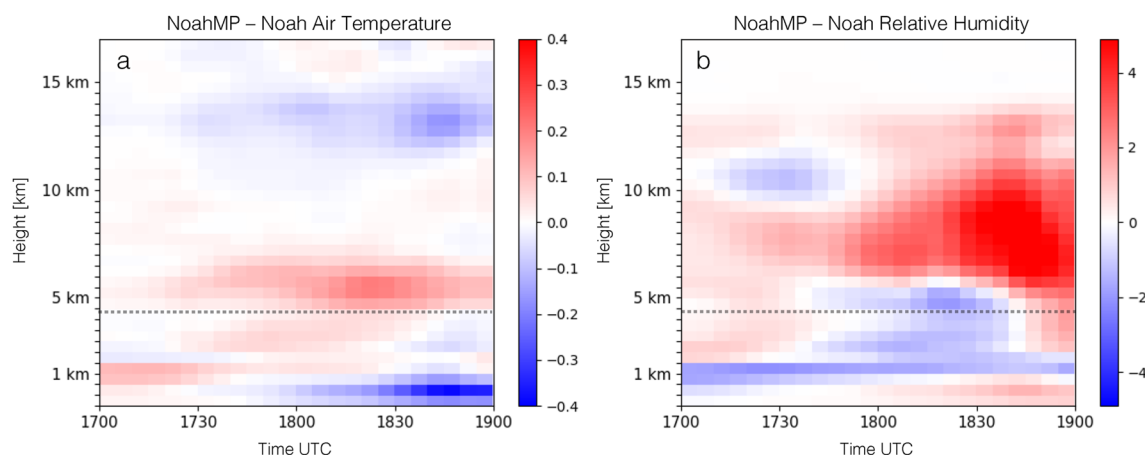 NoahMP – Noah Air Temperature
a
15 km
10 km
5 km
1 km
Height [km]
1700
1730
1800
1830
1900
Time UTC
0.4
0.3
0.2
0.1
0.0
−0.1
−0.2
−0.3
−0.4
NoahMP – Noah Relative Humidity
b
15 km
10 km
5 km
1 km
Height [km]
1700
1730
1800
1830
1900
Time UTC
4
2
0
−2
−4